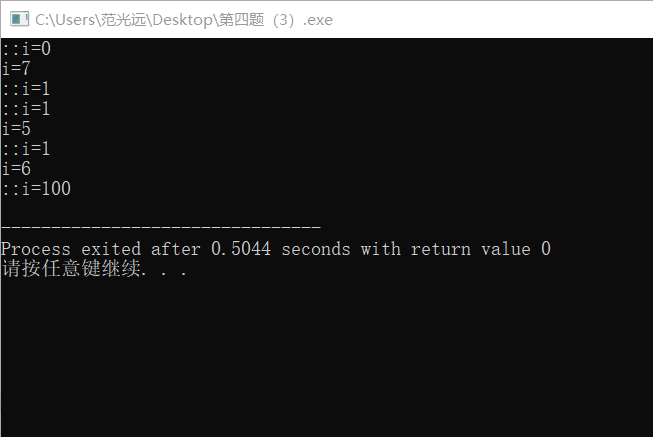 C:\Users\范光远\Desktop\第四题（3）.exe
::i=0
i=7
::i=1
::i=1
i=5
::i=1
i=6
::i=100
--------------------------------
Process exited after 0.5044 seconds with return value 0
请按任意键继续. . .